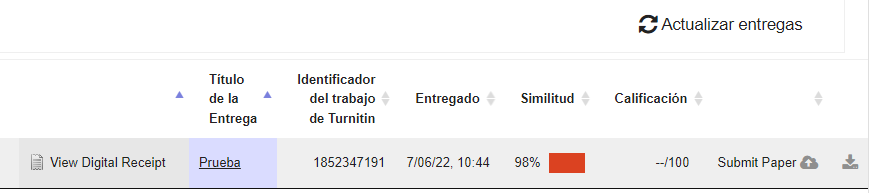 Actualizar entregas
Título
de la
Entrega
Identificador
del trabajo
de Turnitin
Entregado
Similitud
Calificación
View Digital Receipt
Prueba
1852347191
7/06/22, 10:44
98%
--/100
Submit Paper